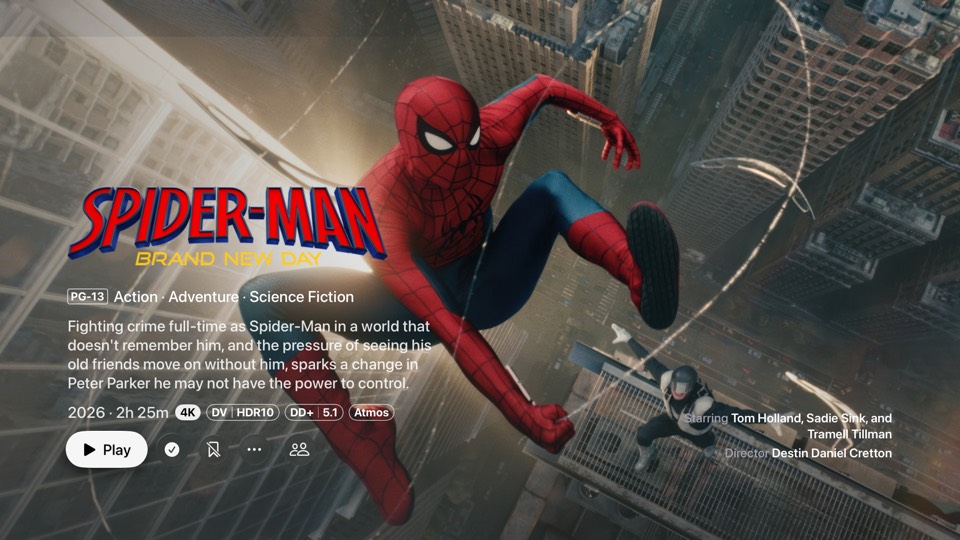 SPIDER-MAN
BRAND NEW DAY
PG-13 Action · Adventure · Science Fiction
Fighting crime full-time as Spider-Man in a world that
doesn't remember him, and the pressure of seeing his
old friends move on without him, sparks a change in
Peter Parker he may not have the power to control.
2026 · 2h 25m 4K DV HDR10 DD+ 5.1 Atmos
Play
Starring Tom Holland, Sadie Sink, and
Tramell Tillman
Director Destin Daniel Cretton